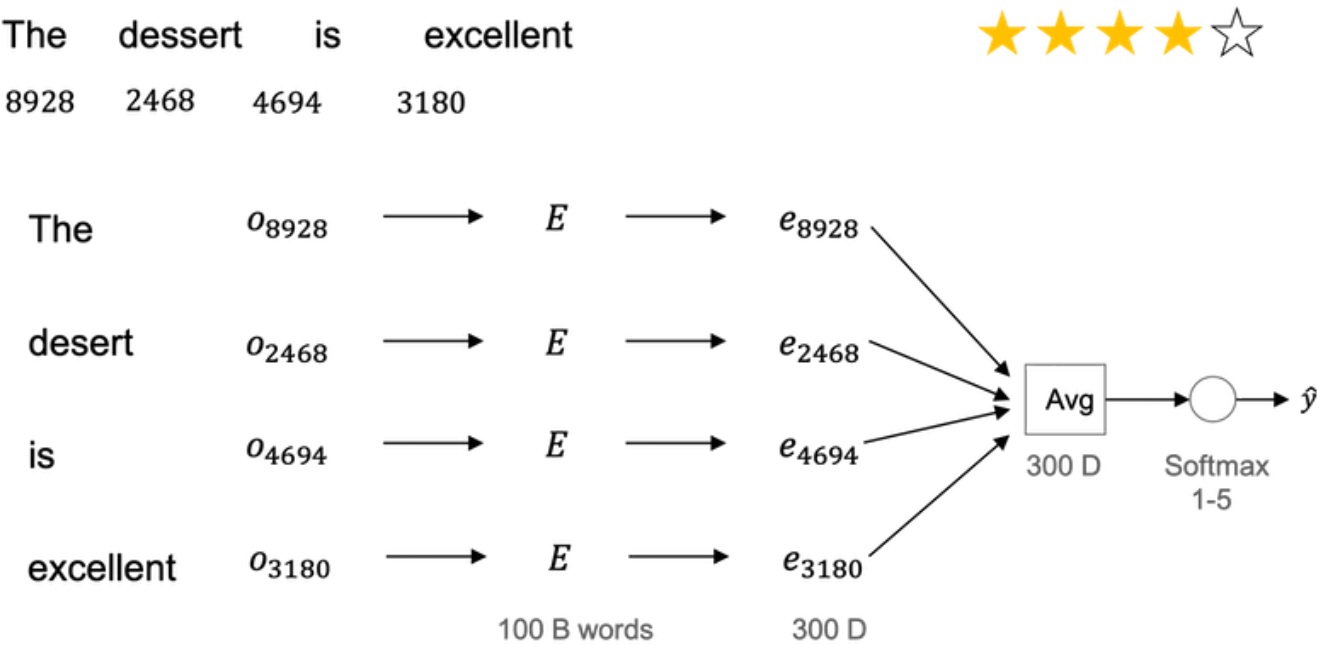 The dessert is excellent
8928 2468 4694 3180
The o8928 E e8928
desert o2468 E e2468
Avg ŷ
is o4694 E e4694
300 D Softmax
1-5
excellent o3180 E e3180
100 B words 300 D